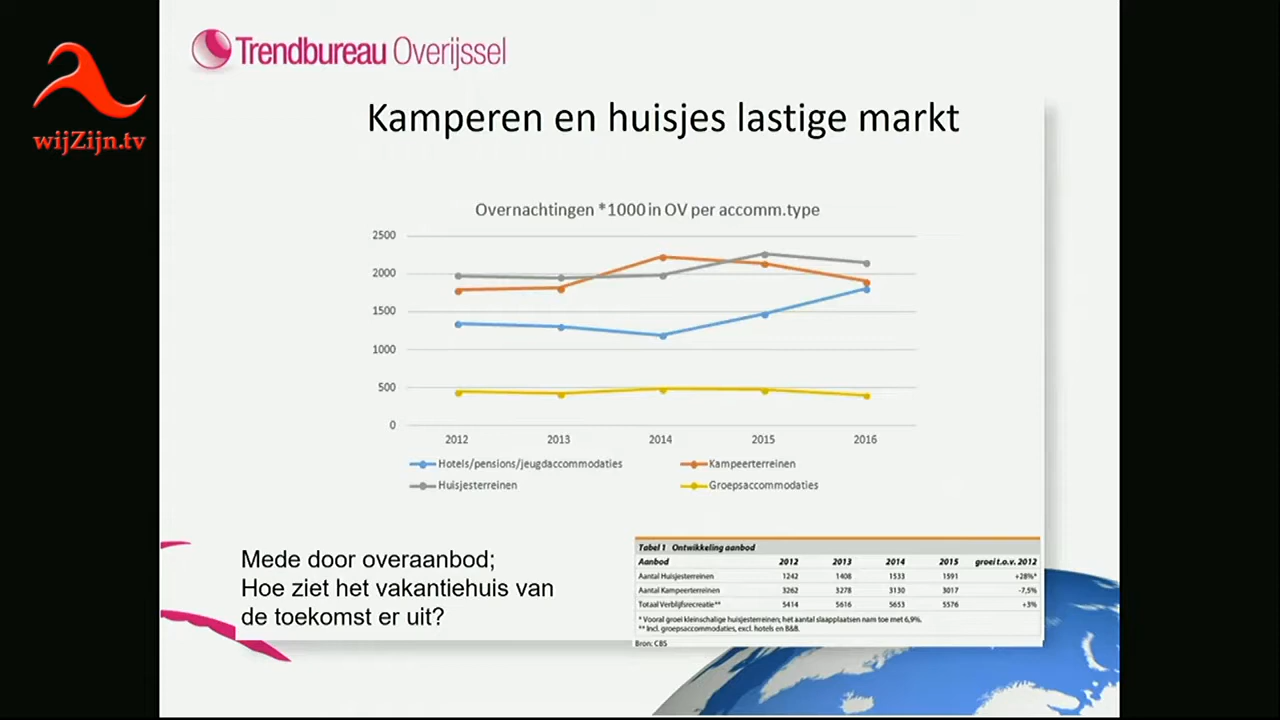 Trendbureau Overijssel
wijZijn.tv
Kamperen en huisjes lastige markt
Overnachtingen *1000 in OV per accomm.type
2500
2000
1500
1000
500
0
2012 2013 2014 2015 2016
Hotels/pensions/jeugdaccommodaties Kampeerterreinen
Huisjesterreinen Groepsaccommodaties
Mede door overaanbod;
Hoe ziet het vakantiehuis van
de toekomst er uit?
Tabel 1 Ontwikkeling aanbod
Aanbod 2012 2013 2014 2015 groei t.o.v. 2012
Aantal Huisjesterreinen 1242 1408 1533 1591 +28%*
Aantal Kampeerterreinen 3262 3278 3130 3017 -7,5%
Totaal Verblijfsrecreatie** 5414 5616 5653 5576 +3%
* Vooral groei kleinschalige huisjesterreinen; het aantal slaapplaatsen nam toe met 6,9%.
** Incl. groepsaccommodaties, excl. hotels en B&B.
Bron: CBS